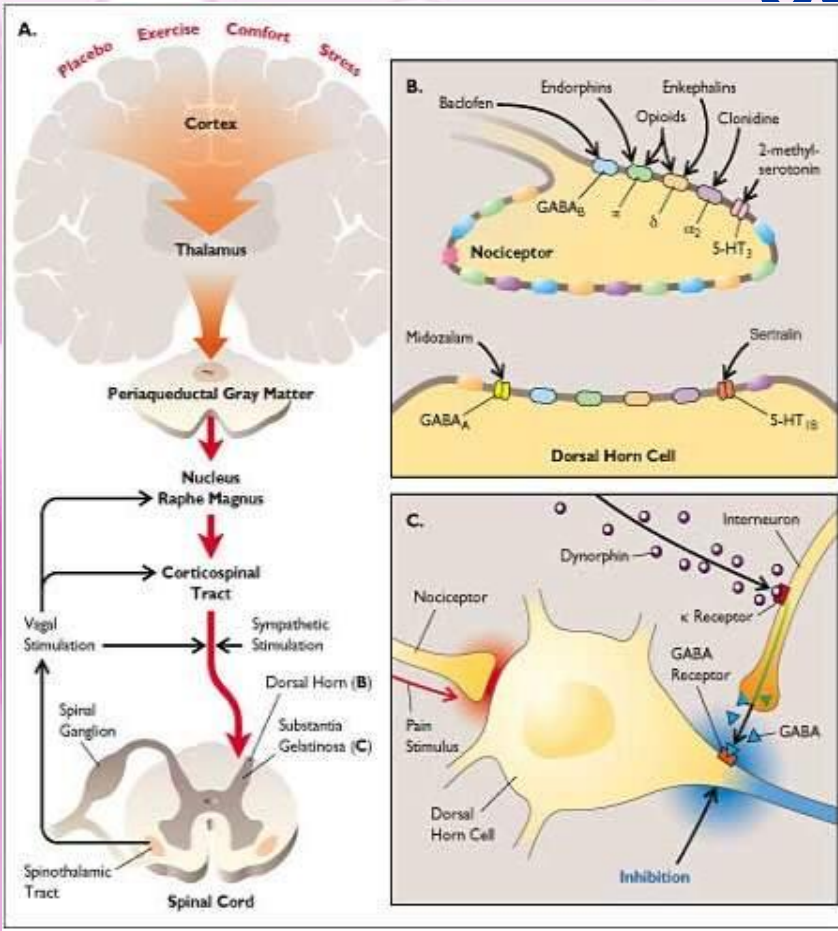 A.
Placebo
Exercise
Comfort
Stress
Cortex
Thalamus
Periaqueductal Gray Matter
Nucleus
Raphe Magnus
Corticospinal
Tract
Vagal
Stimulation
Sympathetic
Stimulation
Dorsal Horn (B)
Spinal
Ganglion
Substantia
Gelatinosa (C)
Spinothalamic
Tract
Spinal Cord
B.
Endorphins
Enkephalins
Baclofen
Opioids
Clonidine
2-methyl-
serotonin
GABAB
α
δ
α2
5-HT3
Nociceptor
Midozalam
Sertralin
GABAA
5-HT1B
Dorsal Horn Cell
C.
Interneuron
Dynorphin
Nociceptor
κ Receptor
GABA
Receptor
Pain
Stimulus
GABA
Dorsal
Horn Cell
Inhibition